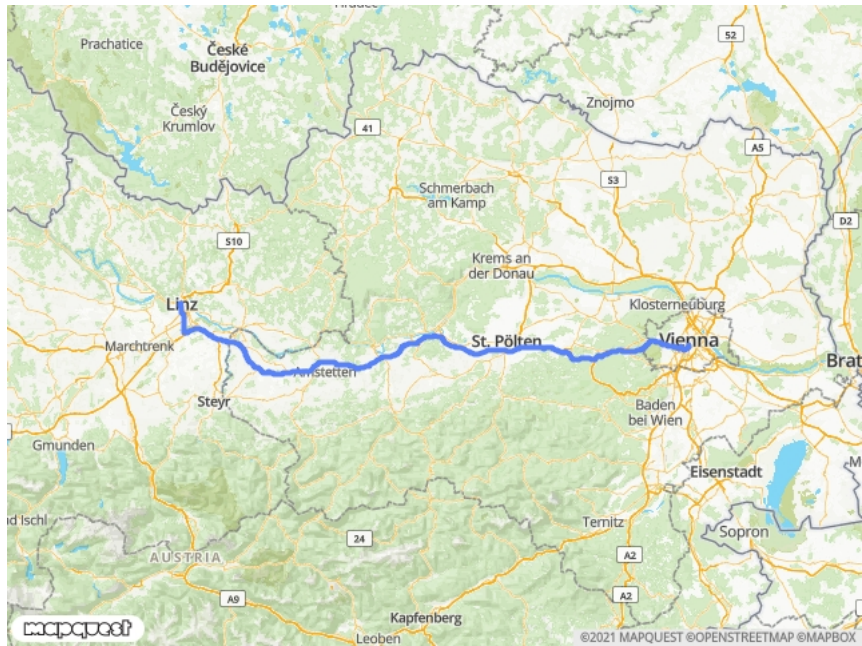 Prachatice
České
Budějovice
52
Český
Krumlov
Znojmo
41
A5
S3
Schmerbach
am Kamp
D2
S10
Krems an
der Donau
Linz
Klosterneuburg
Marchtrenk
St. Pölten
Vienna
Amstetten
Brat
Steyr
Baden
bei Wien
Gmunden
Eisenstadt
d Ischl
Ternitz
Sopron
24
AUSTRIA
A2
A9
A2
Kapfenberg
Leoben
mapquest
©2021 MAPQUEST ©OPENSTREETMAP ©MAPBOX